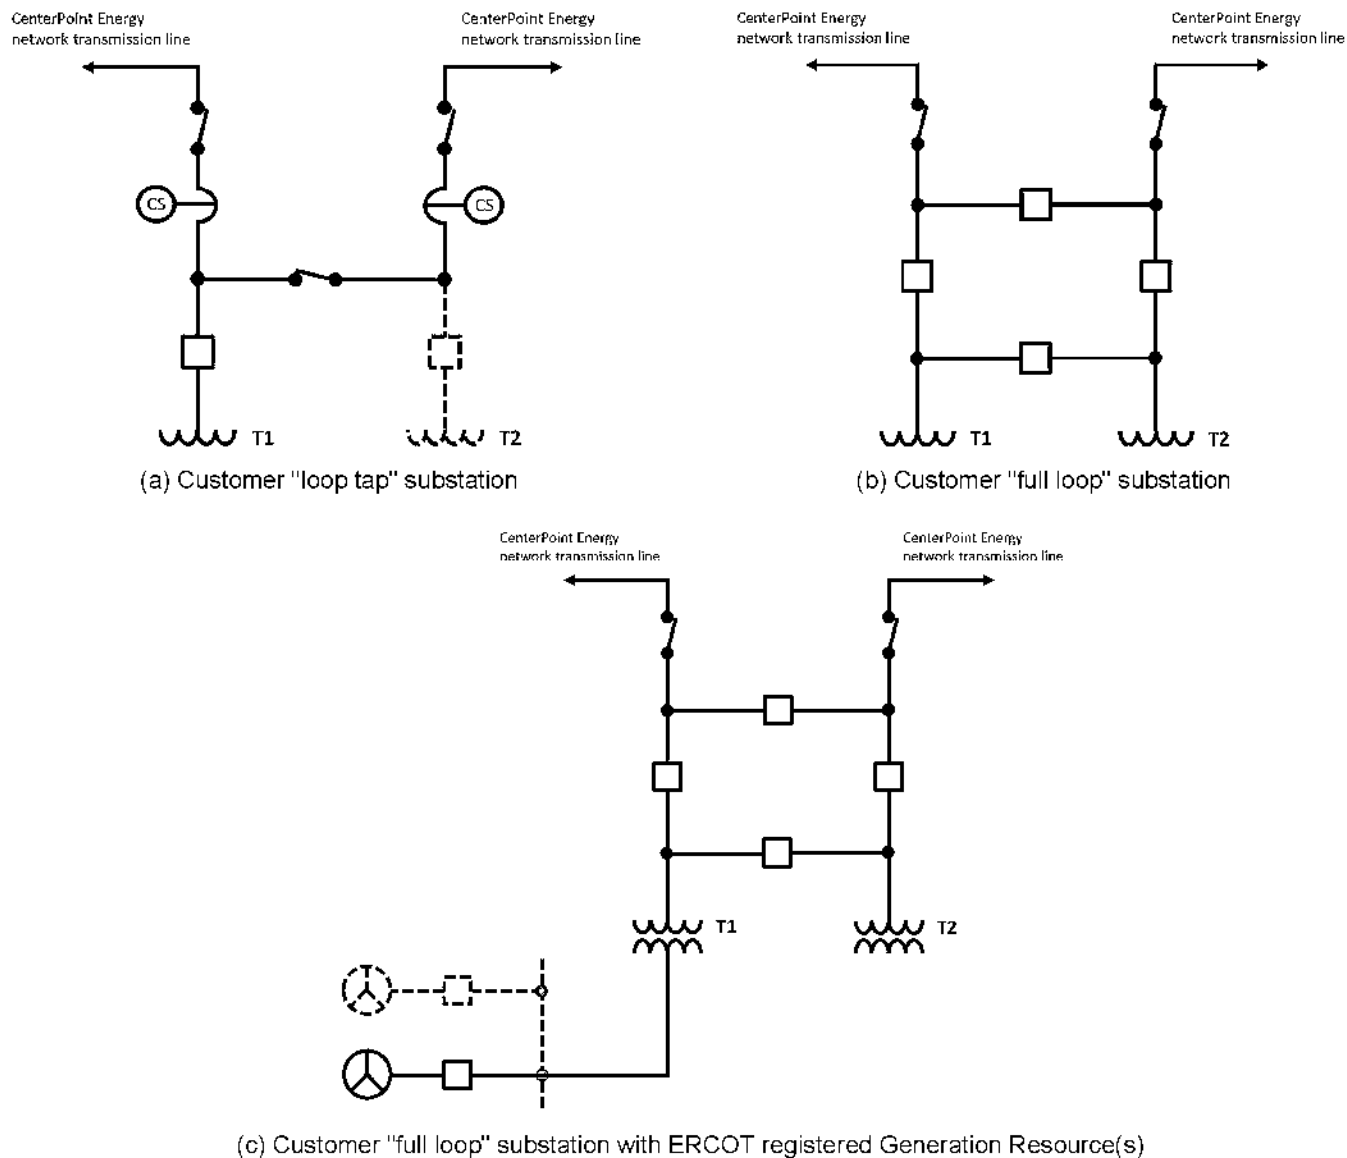 CenterPoint Energy
network transmission line
CenterPoint Energy
network transmission line
CS
CS
T1
T2
(a) Customer "loop tap" substation
CenterPoint Energy
network transmission line
CenterPoint Energy
network transmission line
T1
T2
(b) Customer "full loop" substation
CenterPoint Energy
network transmission line
CenterPoint Energy
network transmission line
T1
T2
(c) Customer "full loop" substation with ERCOT registered Generation Resource(s)